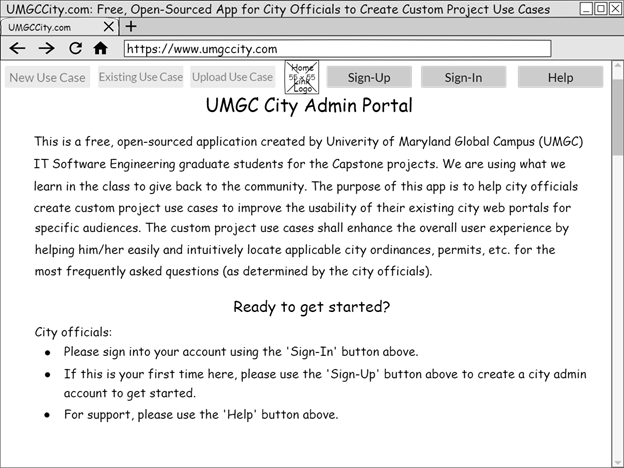 UMGCCity.com: Free, Open-Sourced App for City Officials to Create Custom Project Use Cases
UMGCCity.com
https://www.umgccity.com
New Use Case
Existing Use Case
Upload Use Case
Home
55 x 55
Link
Logo
Sign-Up
Sign-In
Help
UMGC City Admin Portal
This is a free, open-sourced application created by Univerity of Maryland Global Campus (UMGC)
IT Software Engineering graduate students for the Capstone projects. We are using what we
learn in the class to give back to the community. The purpose of this app is to help city officials
create custom project use cases to improve the usability of their existing city web portals for
specific audiences. The custom project use cases shall enhance the overall user experience by
helping him/her easily and intuitively locate applicable city ordinances, permits, etc. for the
most frequently asked questions (as determined by the city officials).
Ready to get started?
City officials:
• Please sign into your account using the 'Sign-In' button above.
• If this is your first time here, please use the 'Sign-Up' button above to create a city admin
account to get started.
• For support, please use the 'Help' button above.